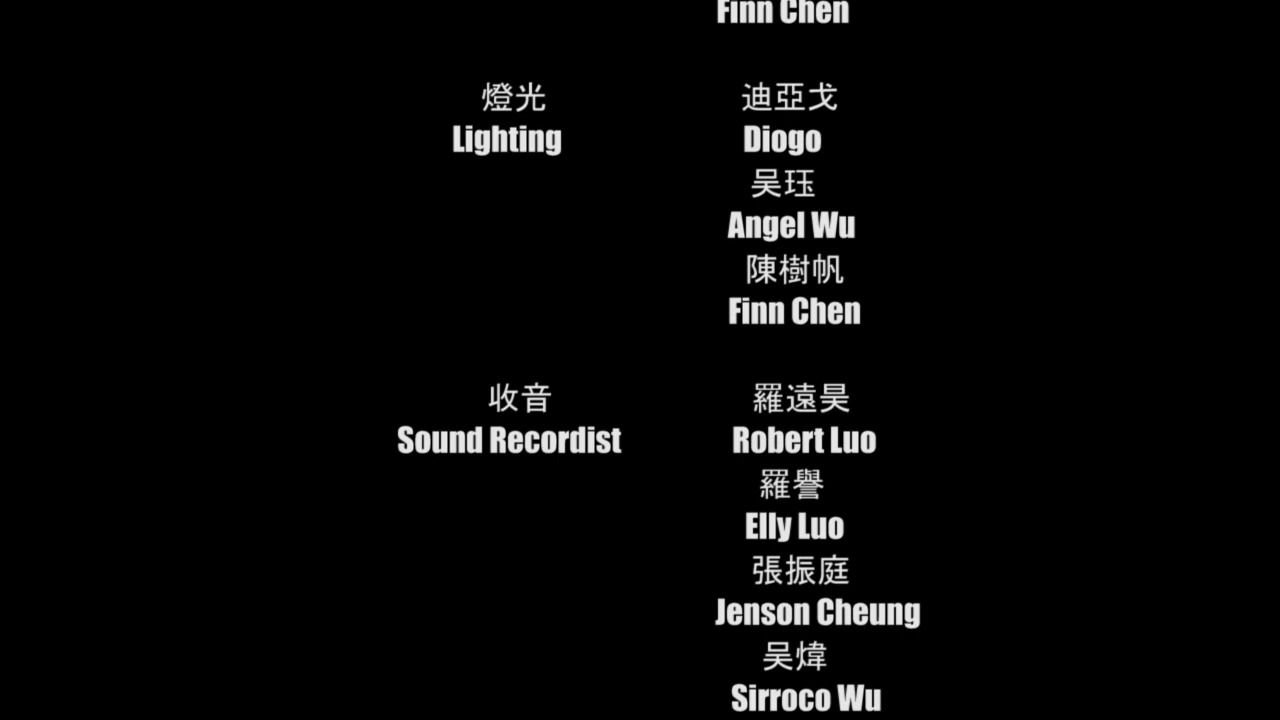 Finn Chen
燈光 迪亞戈
Lighting Diogo
吴珏
Angel Wu
陳樹帆
Finn Chen
收音 羅遠昊
Sound Recordist Robert Luo
羅譽
Elly Luo
張振庭
Jenson Cheung
吴煒
Sirroco Wu